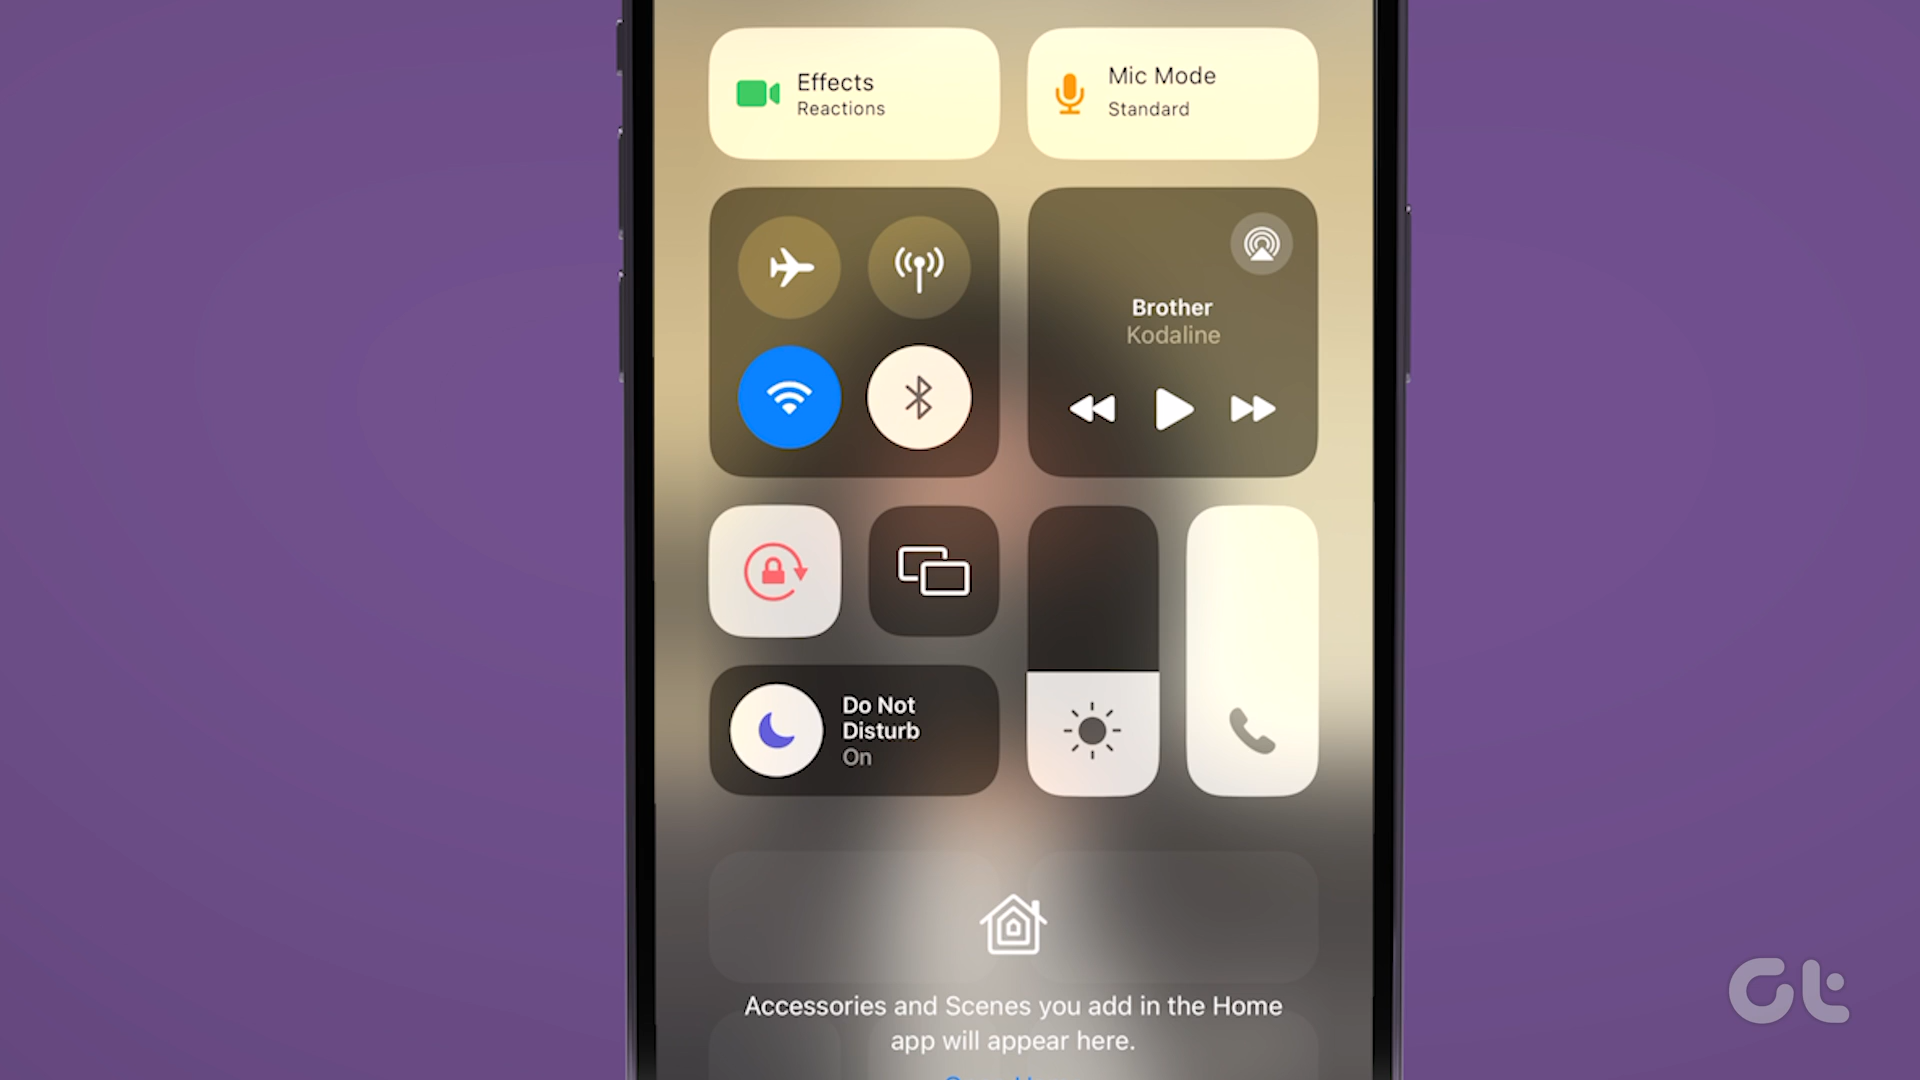 Effects
Reactions
Mic Mode
Standard
Brother
Kodaline
Do Not
Disturb
On
Accessories and Scenes you add in the Home
app will appear here.
Gt